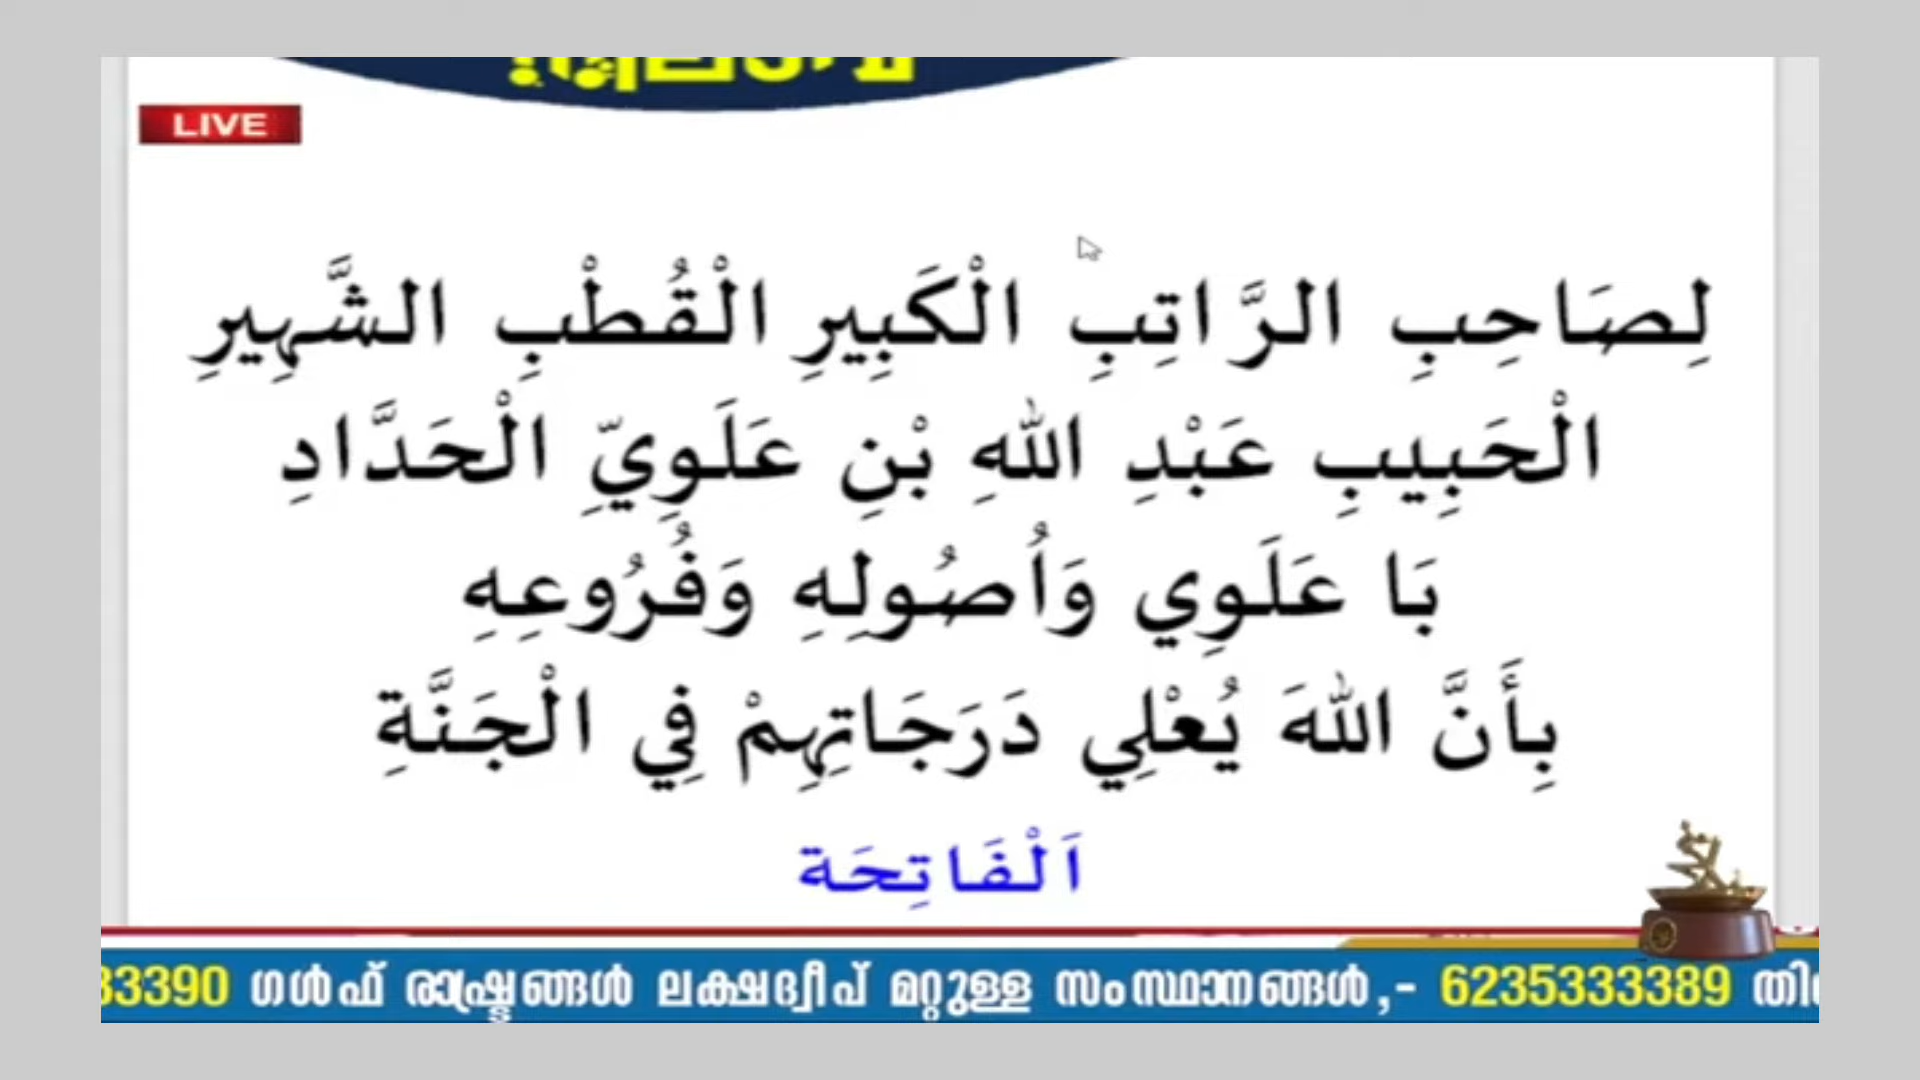 LIVE
لِصَاحِبِ الرَّاتِبِ الْكَبِيرِ الْقُطْبِ الشَّهِيرِ
الْحَبِيبِ عَبْدِ اللهِ بْنِ عَلَوِيِّ الْحَدَّادِ
بَا عَلَوِي وَاُصُولِهِ وَفُرُوعِهِ
بِأَنَّ اللهَ يُعْلِي دَرَجَاتِهِمْ فِي الْجَنَّةِ
اَلْفَاتِحَة
33390 ഗൾഫ് രാഷ്ട്രങ്ങൾ ലക്ഷദ്വീപ് മറ്റുള്ള സംസ്ഥാനങ്ങൾ,- 6235333389